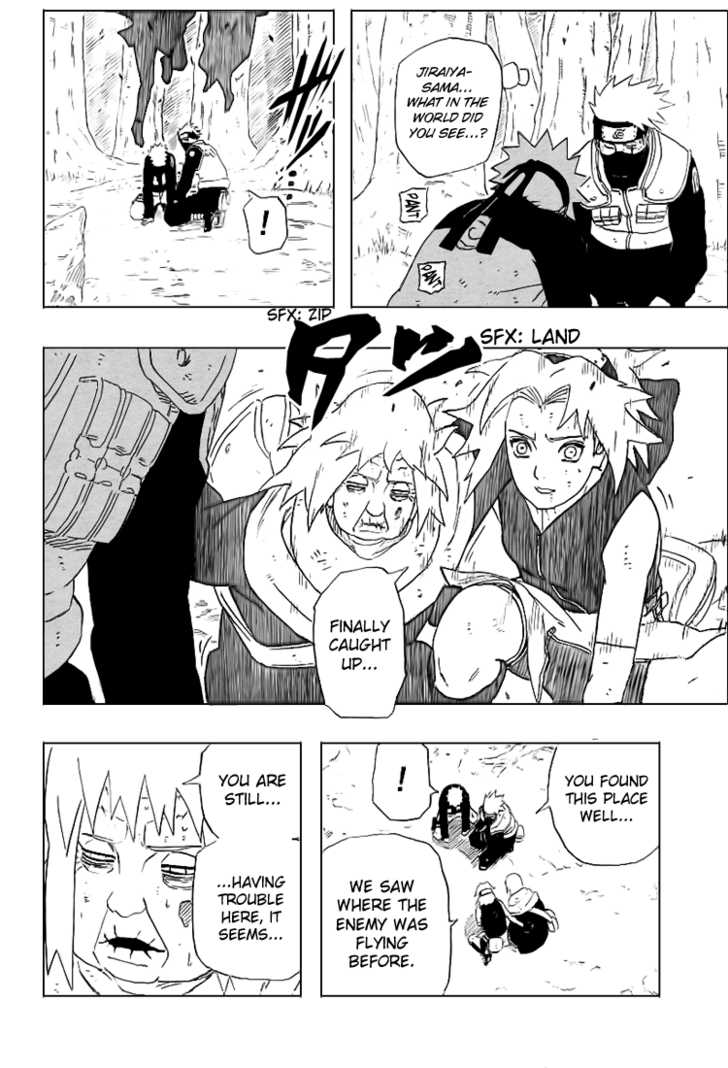 JIRAIYA-
SAMA...
WHAT IN THE
WORLD DID
YOU SEE...?
PANT
PANT
!
SFX: ZIP
SFX: LAND
タッ
FINALLY
CAUGHT
UP...
YOU FOUND
THIS PLACE
WELL...
!
WE SAW
WHERE THE
ENEMY WAS
FLYING
BEFORE.
YOU ARE
STILL...
...HAVING
TROUBLE
HERE, IT
SEEMS...